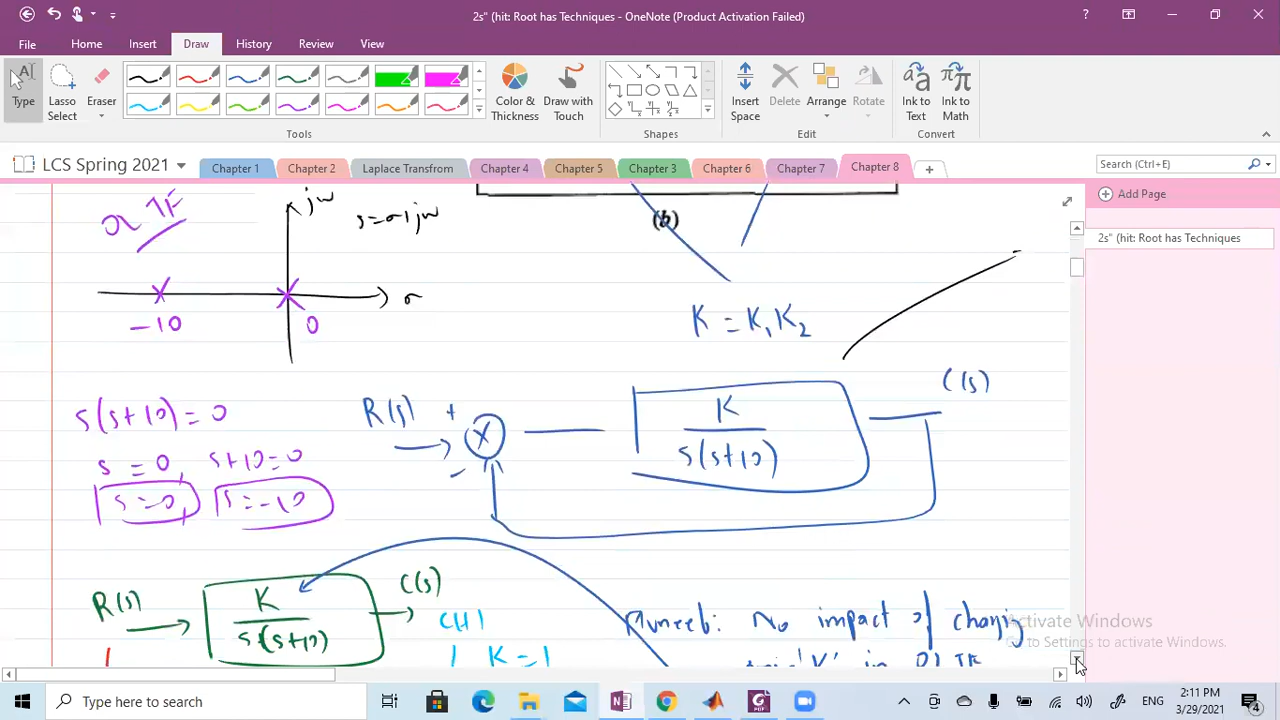 2s" (hit: Root has Techniques - OneNote (Product Activation Failed)
File Home Insert Draw History Review View
Type
Lasso Select
Eraser
Color & Thickness
Draw with Touch
Insert Space
Delete
Arrange
Rotate
Ink to Text
Ink to Math
Tools
Shapes
Edit
Convert
LCS Spring 2021
Chapter 1 Chapter 2 Laplace Transfrom Chapter 4 Chapter 5 Chapter 3 Chapter 6 Chapter 7 Chapter 8
Search (Ctrl+E)
Add Page
2s" (hit: Root has Techniques
OL TF
jω
s=σ+jω
(b)
-10
0
σ
K = K₁K₂
s(s+10) = 0
s = 0, s+10=0
s=0, s=-10
R(s) +
-
K
s(s+10)
C(s)
R(s)
K
s(s+10)
C(s)
K=1
Muneeb: No impact of changing
Activate Windows
Go to Settings to activate Windows.
Type here to search
ENG
2:11 PM
3/29/2021
4